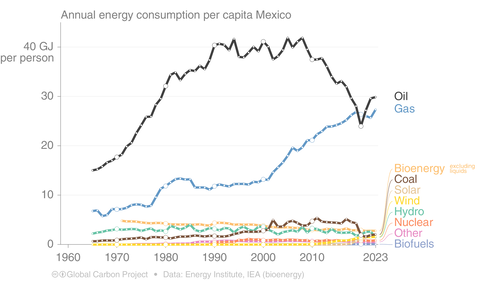 Annual energy consumption per capita Mexico
40 GJ
per person
30
20
10
0
1960
1970
1980
1990
2000
2010
2023
Oil
Gas
Bioenergy excluding liquids
Coal
Solar
Wind
Hydro
Nuclear
Other
Biofuels
Global Carbon Project • Data: Energy Institute, IEA (bioenergy)